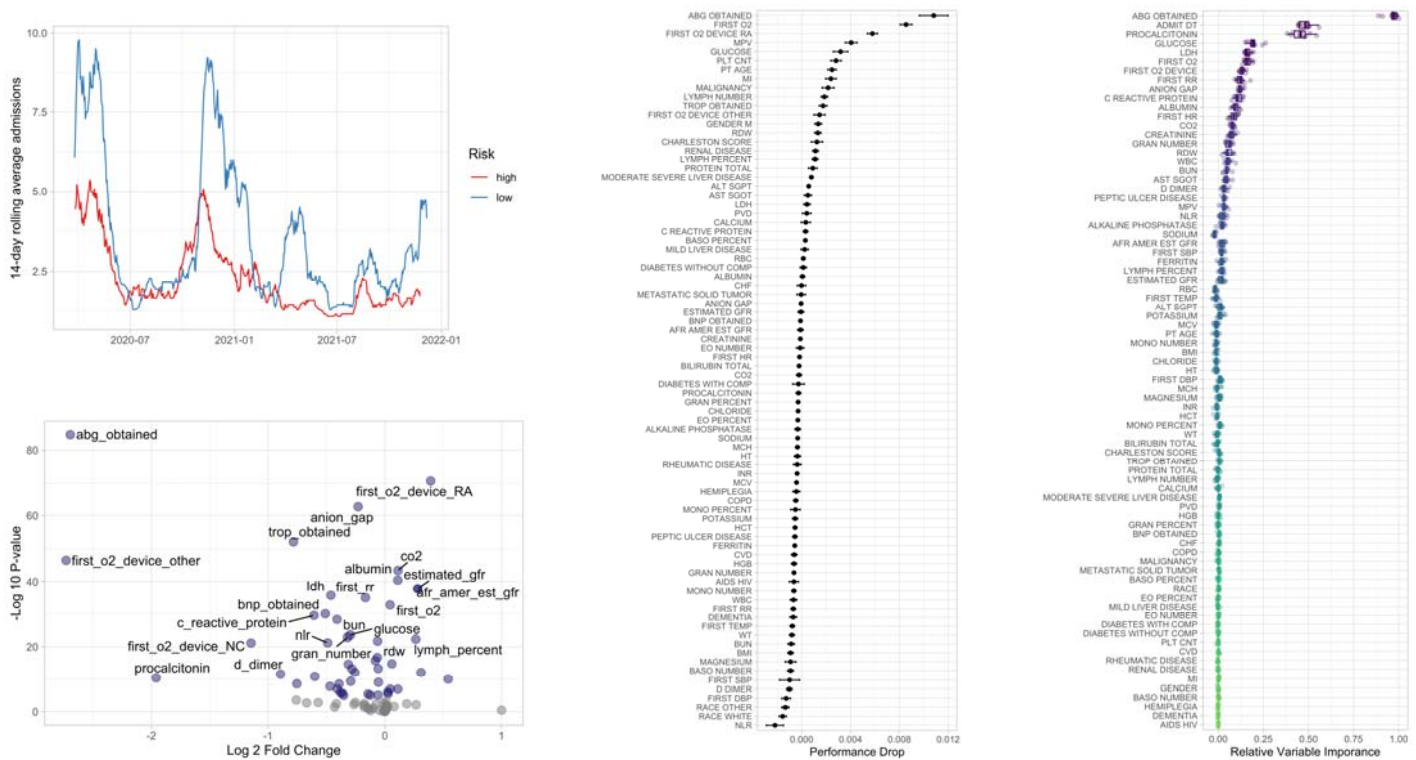 10.0
7.5
5.0
2.5
14-day rolling average admissions
2020-07
2021-01
2021-07
2022-01
Risk
high
low
80
60
40
20
0
-Log 10 P-value
abg_obtained
first_o2_device_RA
anion_gap
trop_obtained
first_o2_device_other
albumin
co2
estimated_gfr
ldh
first_rr
afr_amer_est_gfr
bnp_obtained
first_o2
c_reactive_protein
bun
glucose
nlr
first_o2_device_NC
gran_number
rdw
lymph_percent
procalcitonin
d_dimer
-2
-1
0
1
Log 2 Fold Change
ABG OBTAINED
FIRST O2
FIRST O2 DEVICE RA
MPV
GLUCOSE
PLT CNT
PT AGE
MI
MALIGNANCY
LYMPH NUMBER
TROP OBTAINED
FIRST O2 DEVICE OTHER
GENDER M
RDW
CHARLESTON SCORE
RENAL DISEASE
LYMPH PERCENT
PROTEIN TOTAL
MODERATE SEVERE LIVER DISEASE
ALT SGPT
AST SGOT
LDH
PVD
CALCIUM
C REACTIVE PROTEIN
BASO PERCENT
MILD LIVER DISEASE
RBC
DIABETES WITHOUT COMP
ALBUMIN
CHF
METASTATIC SOLID TUMOR
ANION GAP
ESTIMATED GFR
BNP OBTAINED
AFR AMER EST GFR
CREATININE
EO NUMBER
FIRST HR
BILIRUBIN TOTAL
CO2
DIABETES WITH COMP
PROCALCITONIN
GRAN PERCENT
CHLORIDE
EO PERCENT
ALKALINE PHOSPHATASE
SODIUM
MCH
HT
RHEUMATIC DISEASE
INR
MCV
HEMIPLEGIA
COPD
MONO PERCENT
POTASSIUM
HCT
PEPTIC ULCER DISEASE
FERRITIN
CVD
HGB
GRAN NUMBER
AIDS HIV
MONO NUMBER
WBC
FIRST RR
DEMENTIA
FIRST TEMP
WT
BUN
BMI
MAGNESIUM
BASO NUMBER
FIRST SBP
D DIMER
FIRST DBP
RACE OTHER
RACE WHITE
NLR
0.000
0.004
0.008
0.012
Performance Drop
ABG OBTAINED
ADMIT DT
PROCALCITONIN
GLUCOSE
LDH
FIRST O2
FIRST O2 DEVICE
FIRST RR
ANION GAP
C REACTIVE PROTEIN
ALBUMIN
FIRST HR
CO2
CREATININE
GRAN NUMBER
RDW
WBC
BUN
AST SGOT
D DIMER
PEPTIC ULCER DISEASE
MPV
NLR
ALKALINE PHOSPHATASE
SODIUM
AFR AMER EST GFR
FIRST SBP
FERRITIN
LYMPH PERCENT
ESTIMATED GFR
RBC
FIRST TEMP
ALT SGPT
POTASSIUM
MCV
PT AGE
MONO NUMBER
BMI
CHLORIDE
HT
FIRST DBP
MCH
MAGNESIUM
INR
HCT
MONO PERCENT
WT
BILIRUBIN TOTAL
CHARLESTON SCORE
TROP OBTAINED
PROTEIN TOTAL
LYMPH NUMBER
CALCIUM
MODERATE SEVERE LIVER DISEASE
PVD
HGB
GRAN PERCENT
BNP OBTAINED
CHF
COPD
MALIGNANCY
METASTATIC SOLID TUMOR
BASO PERCENT
RACE
EO PERCENT
MILD LIVER DISEASE
EO NUMBER
DIABETES WITH COMP
DIABETES WITHOUT COMP
PLT CNT
CVD
RHEUMATIC DISEASE
RENAL DISEASE
MI
GENDER
BASO NUMBER
HEMIPLEGIA
DEMENTIA
AIDS HIV
0.00
0.25
0.50
0.75
1.00
Relative Variable Imporance